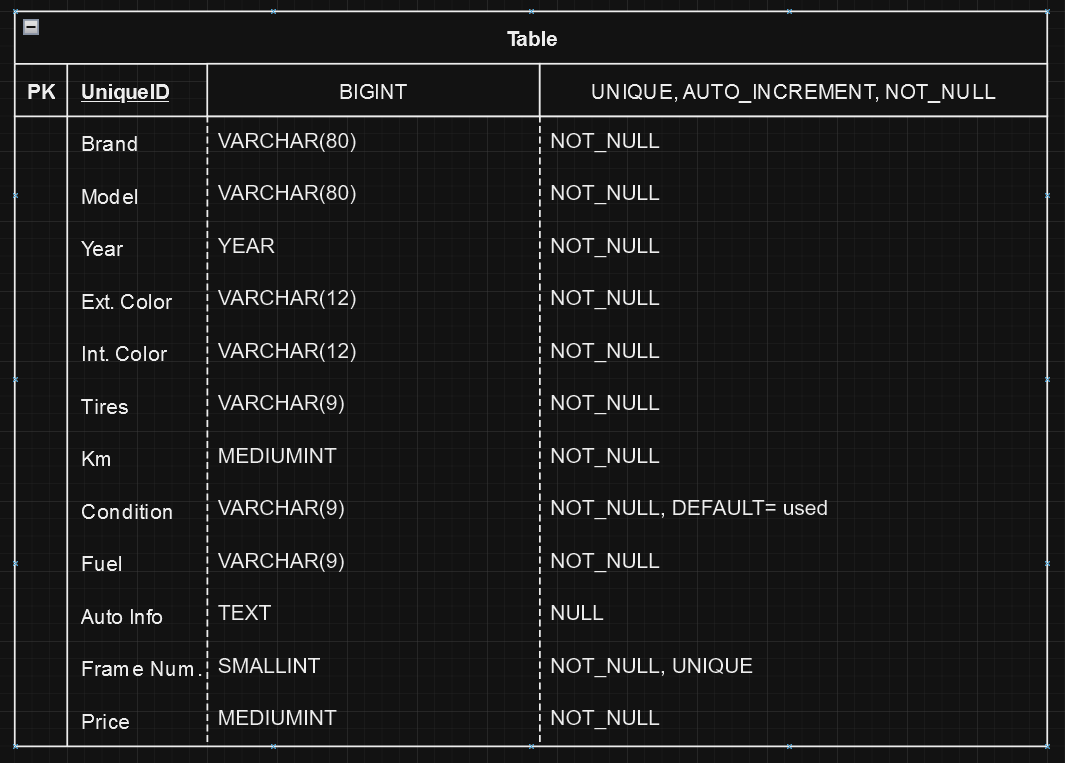 Table
PK UniqueID BIGINT UNIQUE, AUTO_INCREMENT, NOT_NULL
Brand VARCHAR(80) NOT_NULL
Model VARCHAR(80) NOT_NULL
Year YEAR NOT_NULL
Ext. Color VARCHAR(12) NOT_NULL
Int. Color VARCHAR(12) NOT_NULL
Tires VARCHAR(9) NOT_NULL
Km MEDIUMINT NOT_NULL
Condition VARCHAR(9) NOT_NULL, DEFAULT= used
Fuel VARCHAR(9) NOT_NULL
Auto Info TEXT NULL
Frame Num. SMALLINT NOT_NULL, UNIQUE
Price MEDIUMINT NOT_NULL